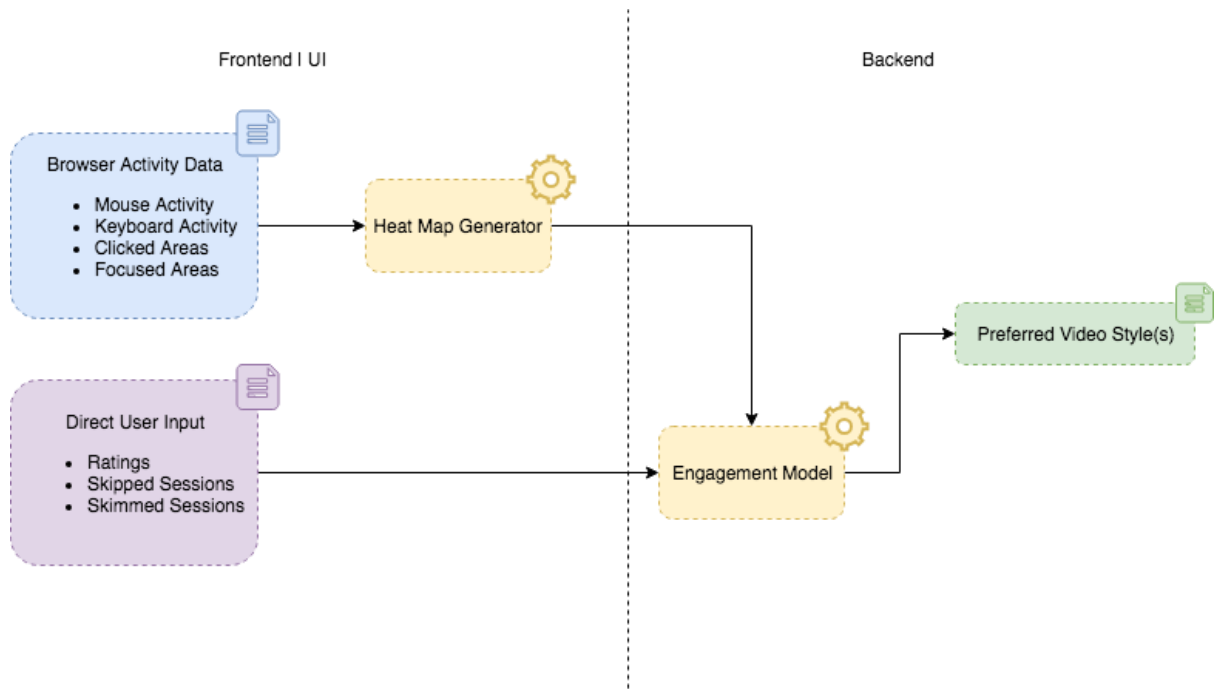 Frontend | UI
Backend
Browser Activity Data
• Mouse Activity
• Keyboard Activity
• Clicked Areas
• Focused Areas
Heat Map Generator
Preferred Video Style(s)
Direct User Input
• Ratings
• Skipped Sessions
• Skimmed Sessions
Engagement Model